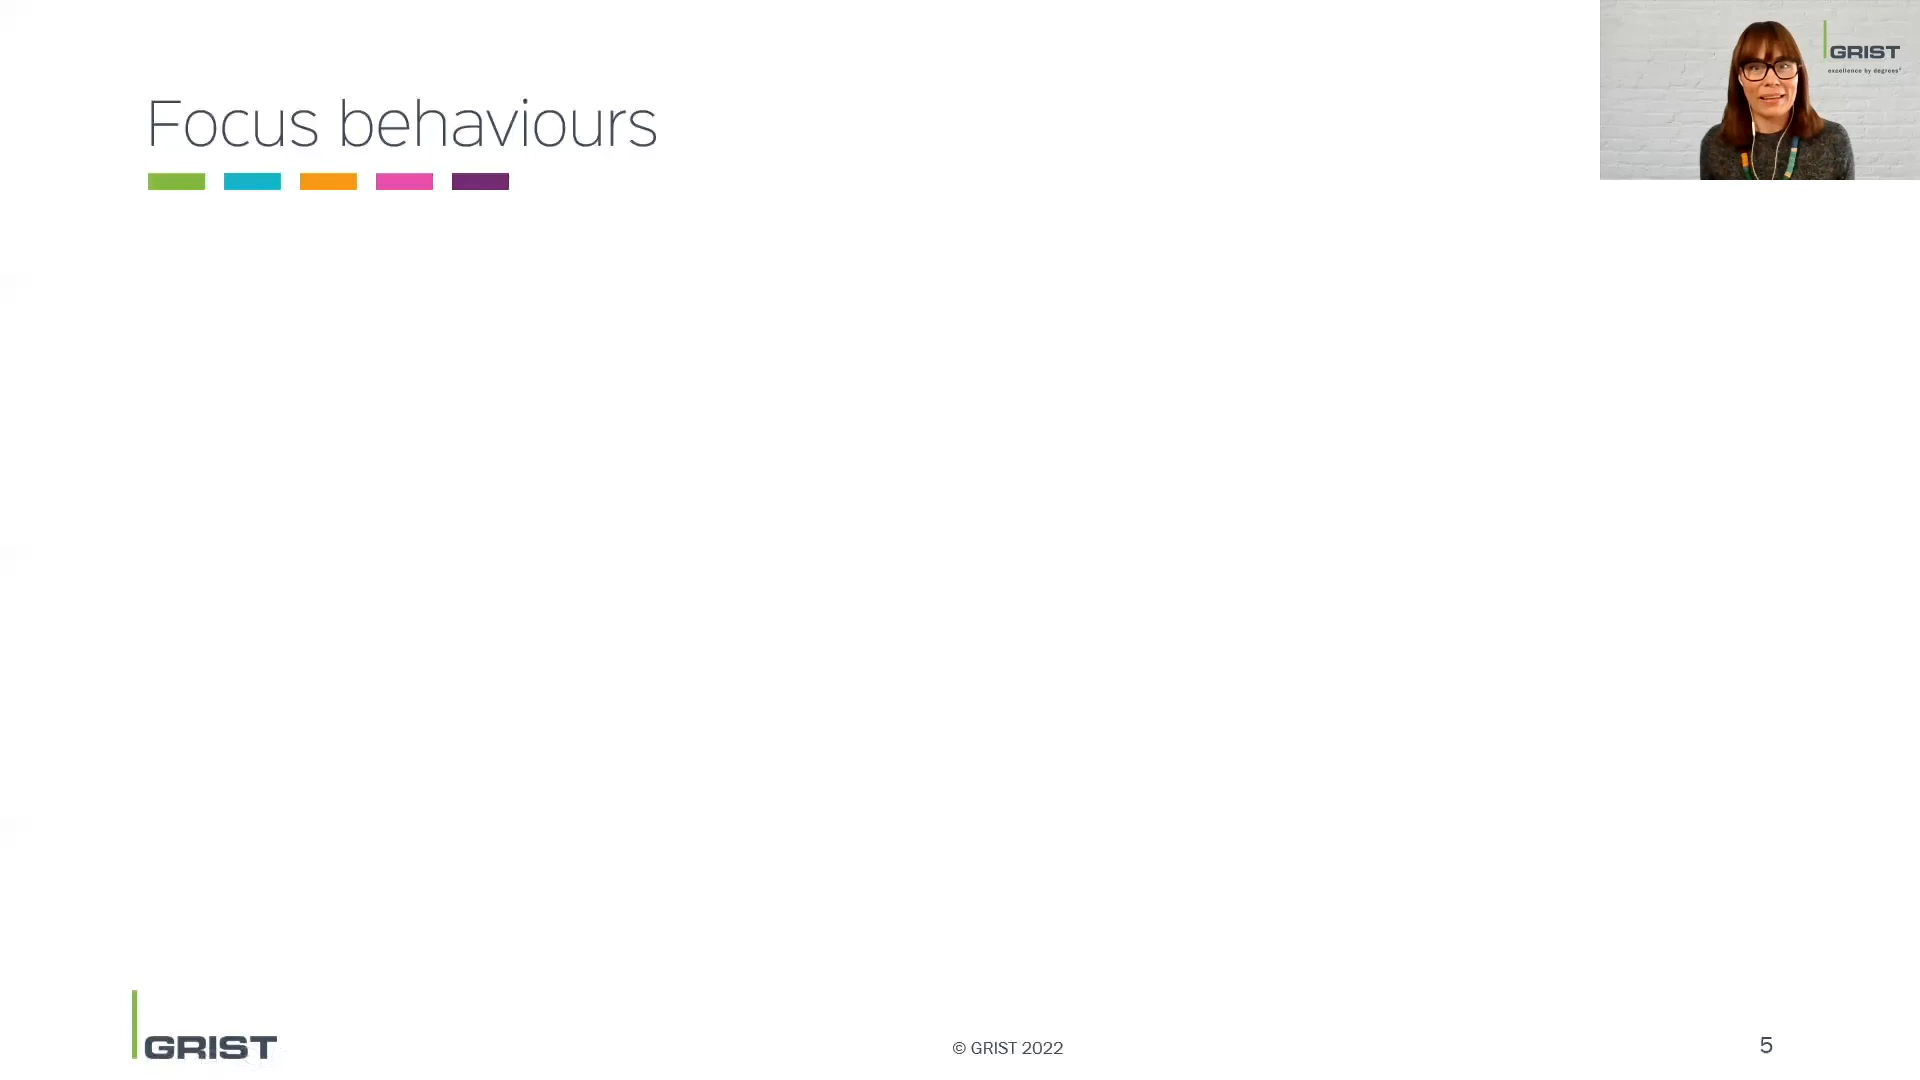 Focus behaviours
GRIST
excellence by degrees®
GRIST
© GRIST 2022
5